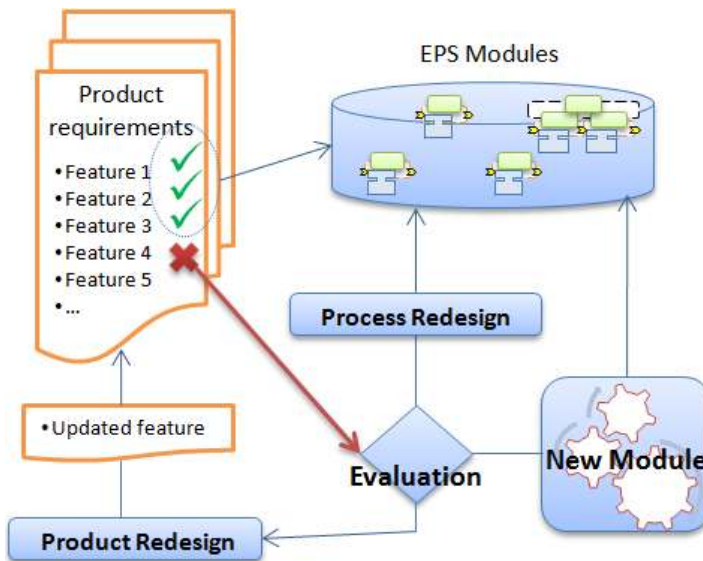 EPS Modules
Product
requirements
•Feature 1
•Feature 2
•Feature 3
•Feature 4
•Feature 5
•...
Process Redesign
•Updated feature
Evaluation
New Module
Product Redesign